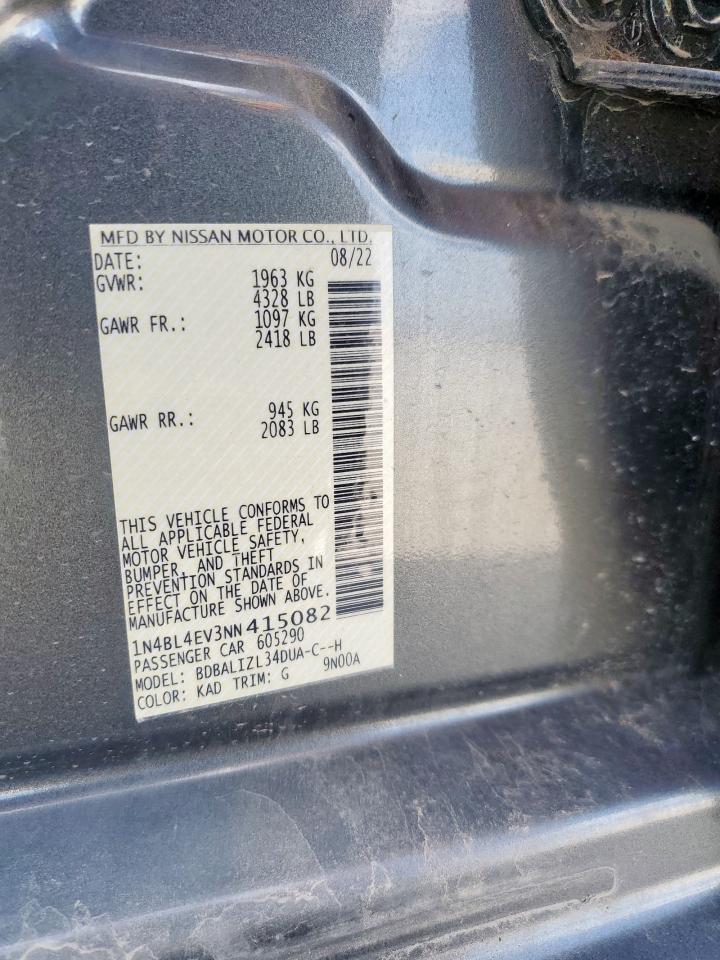 MFD BY NISSAN MOTOR CO., LTD.
DATE: 08/22
GVWR: 1963 KG
4328 LB
GAWR FR.: 1097 KG
2418 LB
GAWR RR.: 945 KG
2083 LB
THIS VEHICLE CONFORMS TO
ALL APPLICABLE FEDERAL
MOTOR VEHICLE SAFETY,
BUMPER, AND THEFT
PREVENTION STANDARDS IN
EFFECT ON THE DATE OF
MANUFACTURE SHOWN ABOVE.
1N4BL4EV3NN415082
PASSENGER CAR 605290
MODEL: BDBALIZL34DUA-C--H
COLOR: KAD TRIM: G 9N00A